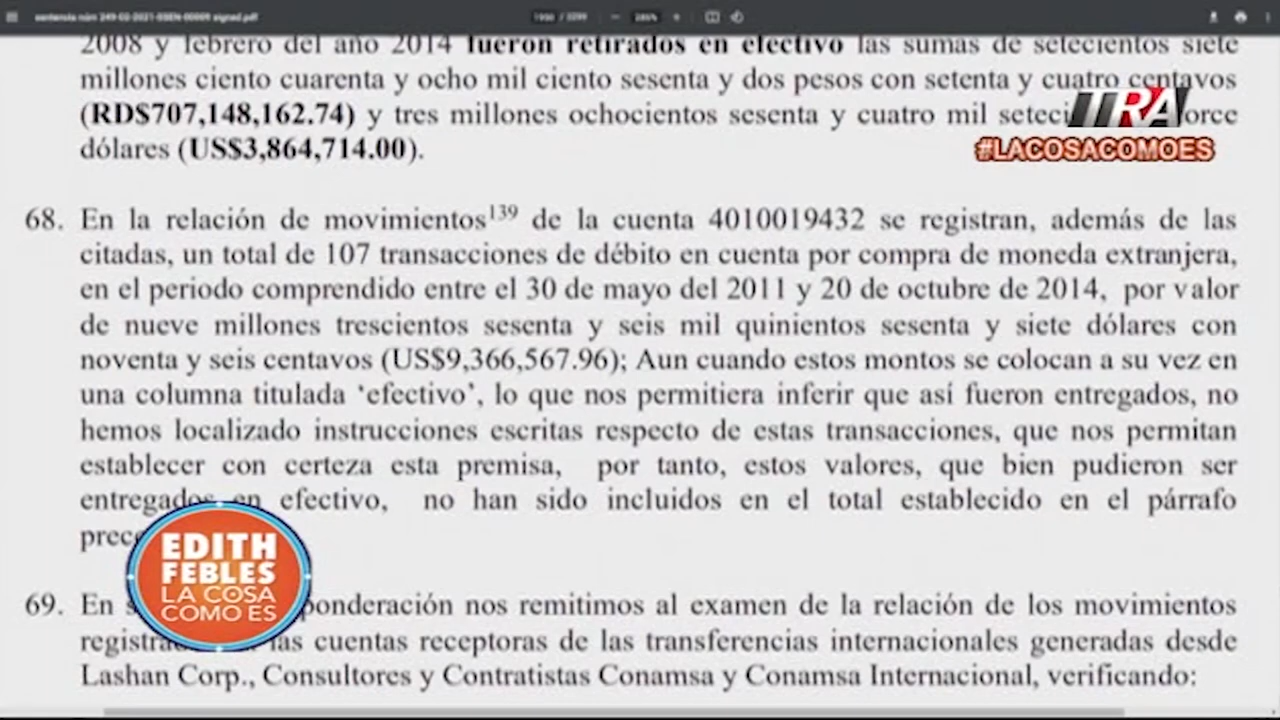 sentencia núm 249-02-2021-SSEN-00009 signed.pdf
2008 y febrero del año 2014 fueron retirados en efectivo las sumas de setecientos siete
millones ciento cuarenta y ocho mil ciento sesenta y dos pesos con setenta y cuatro centavos
(RD$707,148,162.74) y tres millones ochocientos sesenta y cuatro mil
dólares (US$3,864,714.00).
TRA
#LACOSACOMOES
68. En la relación de movimientos139 de la cuenta 4010019432 se registran, además de las
citadas, un total de 107 transacciones de débito en cuenta por compra de moneda extranjera,
en el periodo comprendido entre el 30 de mayo del 2011 y 20 de octubre de 2014, por valor
de nueve millones trescientos sesenta y seis mil quinientos sesenta y siete dólares con
noventa y seis centavos (US$9,366,567.96); Aun cuando estos montos se colocan a su vez en
una columna titulada ‘efectivo’, lo que nos permitiera inferir que así fueron entregados, no
hemos localizado instrucciones escritas respecto de estas transacciones, que nos permitan
establecer con certeza esta premisa, por tanto, estos valores, que bien pudieron ser
entregados en efectivo, no han sido incluidos en el total establecido en el párrafo
69. En ponderación nos remitimos al examen de la relación de los movimientos
las cuentas receptoras de las transferencias internacionales generadas desde
Lashan Corp., Consultores y Contratistas Conamsa y Conamsa Internacional, verificando:
EDITH
FEBLES
LA COSA
COMO ES